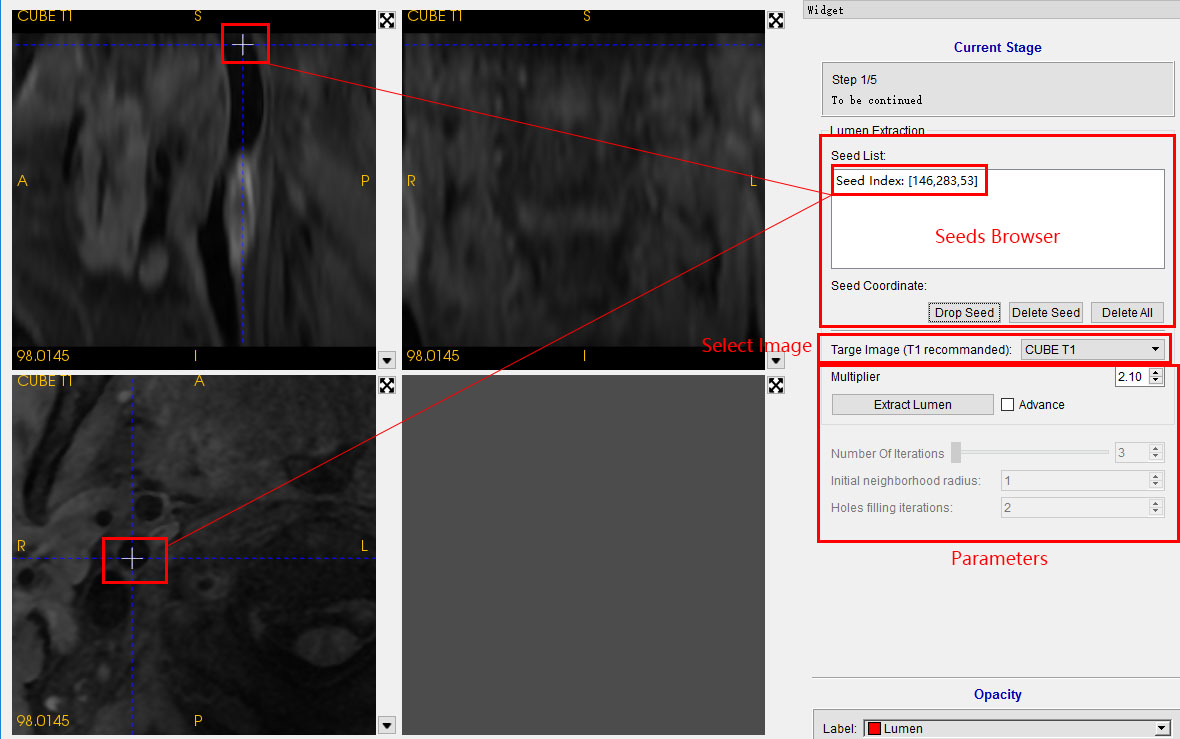 CUBE T1
S
A
P
98.0145
I
CUBE T1
S
R
L
98.0145
I
CUBE T1
A
R
L
98.0145
P
Widget
Current Stage
Step 1/5
To be continued
Lumen Extraction
Seed List:
Seed Index: [146,283,53]
Seeds Browser
Seed Coordinate:
Drop Seed
Delete Seed
Delete All
Select Image
Targe Image (T1 recommanded):
CUBE T1
Multiplier
2.10
Extract Lumen
Advance
Number Of Iterations
3
Initial neighborhood radius:
1
Holes filling iterations:
2
Parameters
Opacity
Label:
Lumen